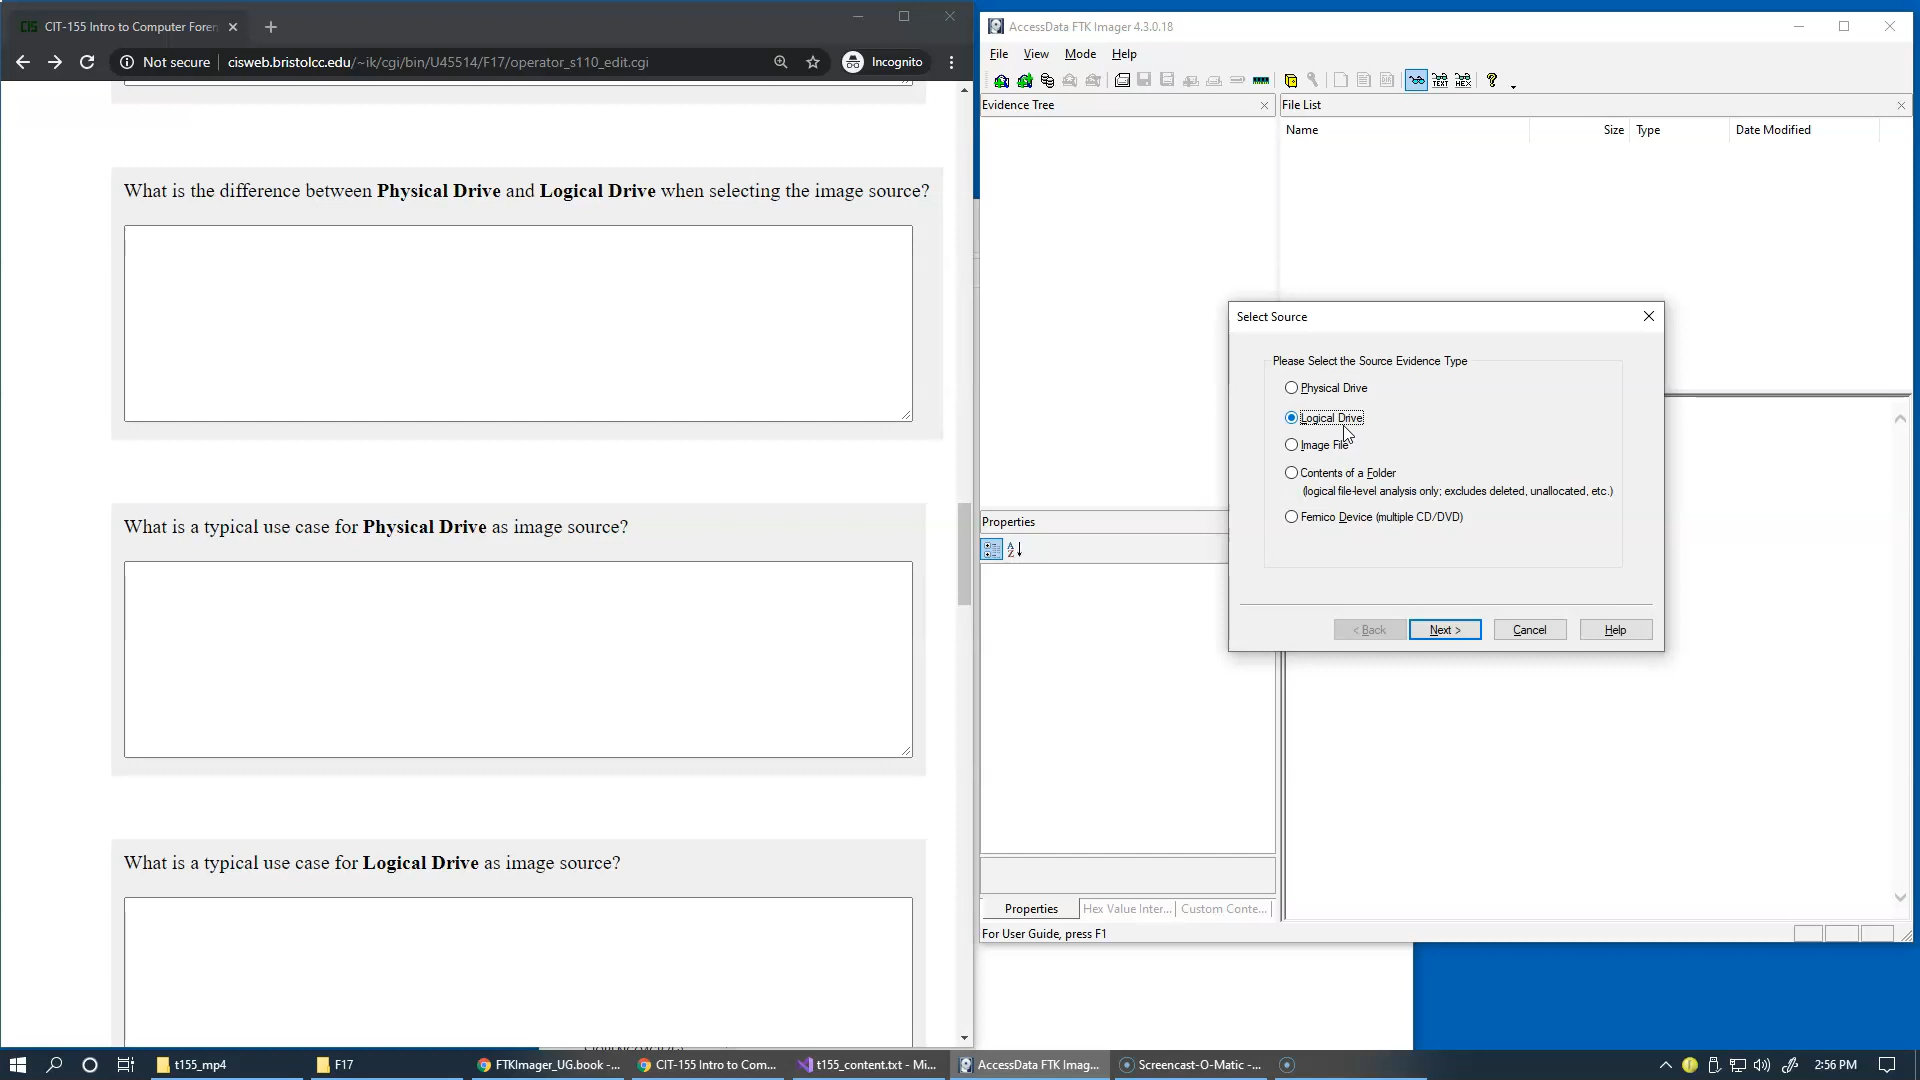 CIS CIT-155 Intro to Computer Foren
Not secure cisweb.bristolcc.edu/~ik/cgi/bin/U45514/F17/operator_s110_edit.cgi Incognito
What is the difference between Physical Drive and Logical Drive when selecting the image source?
What is a typical use case for Physical Drive as image source?
What is a typical use case for Logical Drive as image source?
AccessData FTK Imager 4.3.0.18
File View Mode Help
Evidence Tree
File List
Name Size Type Date Modified
Select Source
Please Select the Source Evidence Type
Physical Drive
Logical Drive
Image File
Contents of a Folder
(logical file-level analysis only; excludes deleted, unallocated, etc.)
Fernico Device (multiple CD/DVD)
< Back Next > Cancel Help
Properties
Properties Hex Value Inter... Custom Conte...
For User Guide, press F1
t155_mp4 F17 FTKImager_UG.book -... CIT-155 Intro to Com... t155_content.txt - Mi... AccessData FTK Imag... Screencast-O-Matic -... 2:56 PM